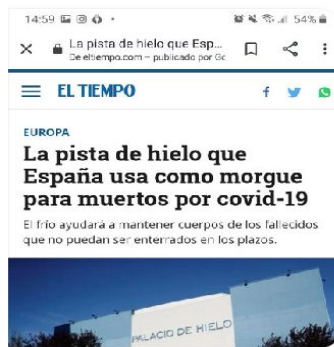 14:59
54%
La pista de hielo que Esp...
De eltiempo.com – publicado por Gc
EL TIEMPO
EUROPA
La pista de hielo que
España usa como morgue
para muertos por covid-19
El frío ayudará a mantener cuerpos de los fallecidos
que no puedan ser enterrados en los plazos.
PALACIO DE HIELO